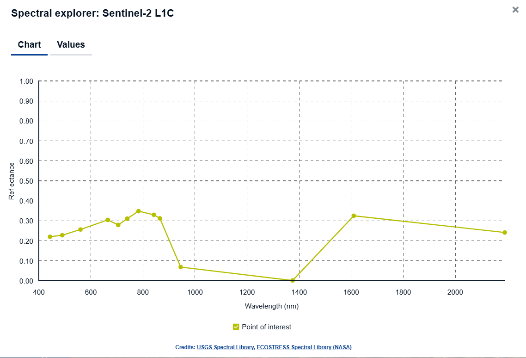 Spectral explorer: Sentinel-2 L1C
×
Chart Values
1.00
0.90
0.80
0.70
0.60
0.50
0.40
0.30
0.20
0.10
0.00
Reflectance
400 600 800 1000 1200 1400 1600 1800 2000
Wavelength (nm)
Point of interest
Credits: USGS Spectral Library, ECOSTRESS Spectral Library (NASA)